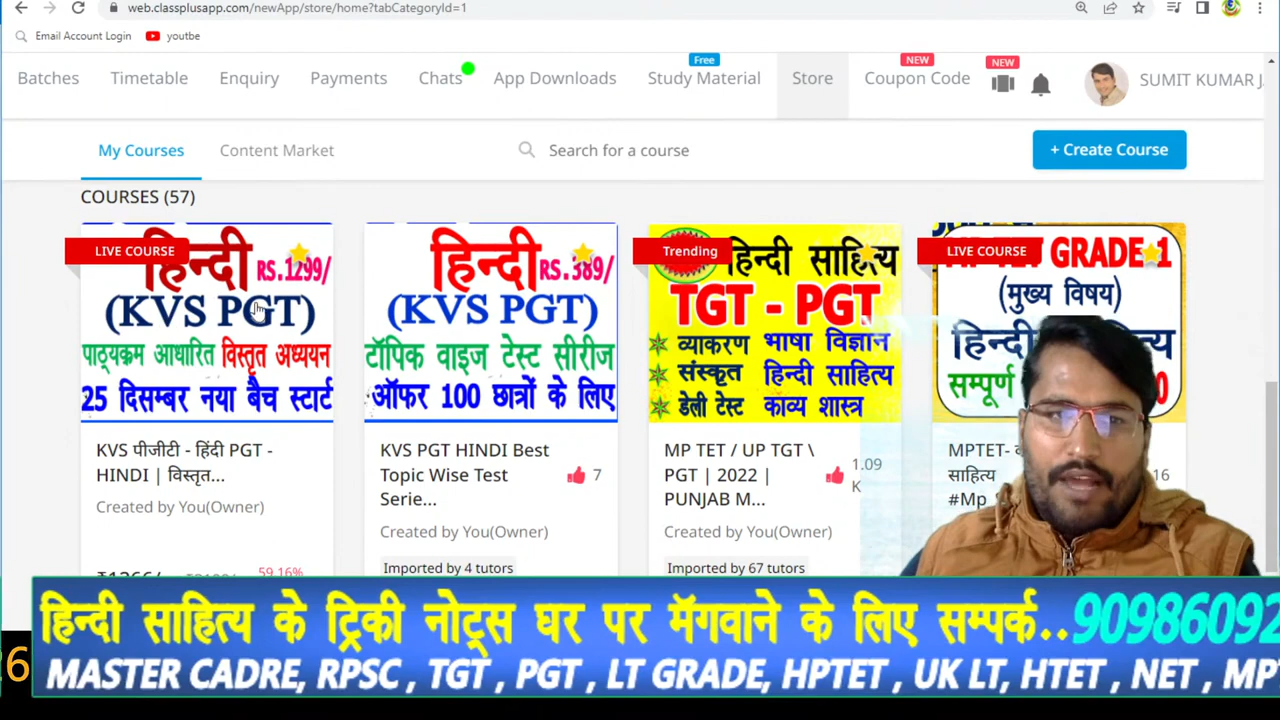 web.classplusapp.com/newApp/store/home?tabCategoryId=1
Email Account Login youtbe
Batches Timetable Enquiry Payments Chats App Downloads Free Study Material Store NEW Coupon Code NEW SUMIT KUMAR J
My Courses Content Market Search for a course + Create Course
COURSES (57)
LIVE COURSE
हिन्दी RS.1299/
(KVS PGT)
पाठ्यक्रम आधारित विस्तृत अध्ययन
25 दिसम्बर नया बैच स्टार्ट
KVS पीजीटी - हिंदी PGT -
HINDI | विस्तृत...
Created by You(Owner)
59.16%
हिन्दी RS.389/
(KVS PGT)
टॉपिक वाइज टेस्ट सीरीज
ऑफर 100 छात्रों के लिए
KVS PGT HINDI Best
Topic Wise Test
Serie...
7
Created by You(Owner)
Imported by 4 tutors
Trending
हिन्दी साहित्य
TGT - PGT
व्याकरण भाषा विज्ञान
संस्कृत हिन्दी साहित्य
डेली टेस्ट काव्य शास्त्र
MP TET / UP TGT \
PGT | 2022 |
PUNJAB M...
1.09
K
Created by You(Owner)
Imported by 67 tutors
LIVE COURSE
GRADE 1
(मुख्य विषय)
सम्पूर्ण
MPTET-
साहित्य
#Mp
16
Created by
हिन्दी साहित्य के ट्रिकी नोट्स घर पर मॅगवाने के लिए सम्पर्क..9098609
6
MASTER CADRE, RPSC , TGT , PGT , LT GRADE, HPTET , UK LT, HTET , NET , MP